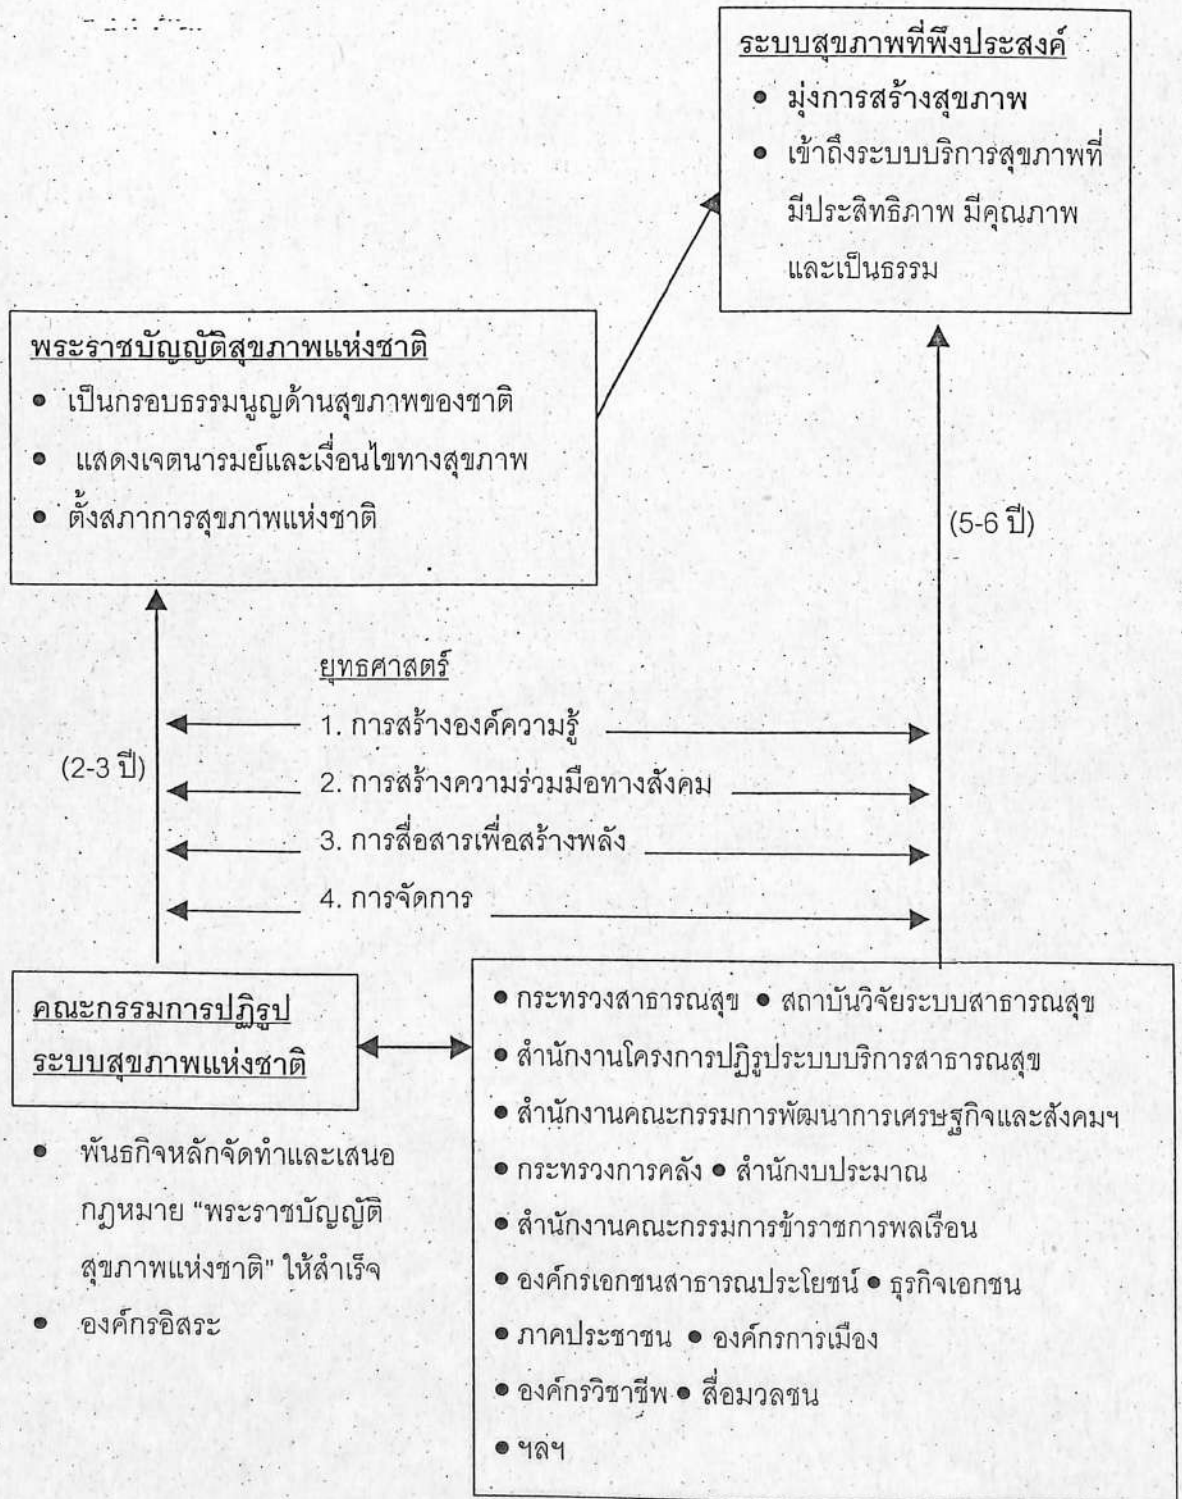 ระบบสุขภาพที่พึงประสงค์
● มุ่งการสร้างสุขภาพ
● เข้าถึงระบบบริการสุขภาพที่
มีประสิทธิภาพ มีคุณภาพ
และเป็นธรรม
พระราชบัญญัติสุขภาพแห่งชาติ
● เป็นกรอบธรรมนูญด้านสุขภาพของชาติ
● แสดงเจตนารมย์และเงื่อนไขทางสุขภาพ
● ตั้งสภาการสุขภาพแห่งชาติ
(5-6 ปี)
ยุทธศาสตร์
1. การสร้างองค์ความรู้
(2-3 ปี)
2. การสร้างความร่วมมือทางสังคม
3. การสื่อสารเพื่อสร้างพลัง
4. การจัดการ
คณะกรรมการปฏิรูป
ระบบสุขภาพแห่งชาติ
● พันธกิจหลักจัดทำและเสนอ
กฎหมาย "พระราชบัญญัติ
สุขภาพแห่งชาติ" ให้สำเร็จ
● องค์กรอิสระ
● กระทรวงสาธารณสุข ● สถาบันวิจัยระบบสาธารณสุข
● สำนักงานโครงการปฏิรูประบบบริการสาธารณสุข
● สำนักงานคณะกรรมการพัฒนาการเศรษฐกิจและสังคมฯ
● กระทรวงการคลัง ● สำนักงบประมาณ
● สำนักงานคณะกรรมการข้าราชการพลเรือน
● องค์กรเอกชนสาธารณประโยชน์ ● ธุรกิจเอกชน
● ภาคประชาชน ● องค์กรการเมือง
● องค์กรวิชาชีพ ● สื่อมวลชน
● ฯลฯ